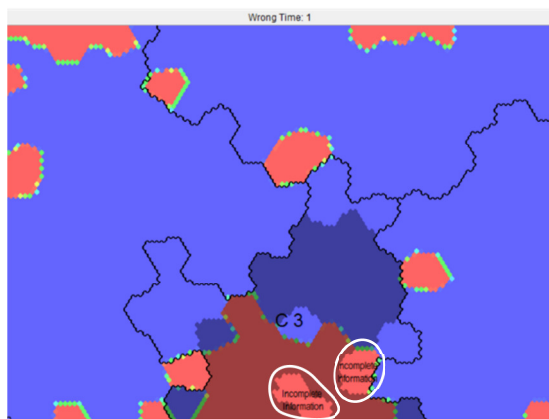 Wrong Time: 1
C 3
Incomplete
Information
Incomplete
Information